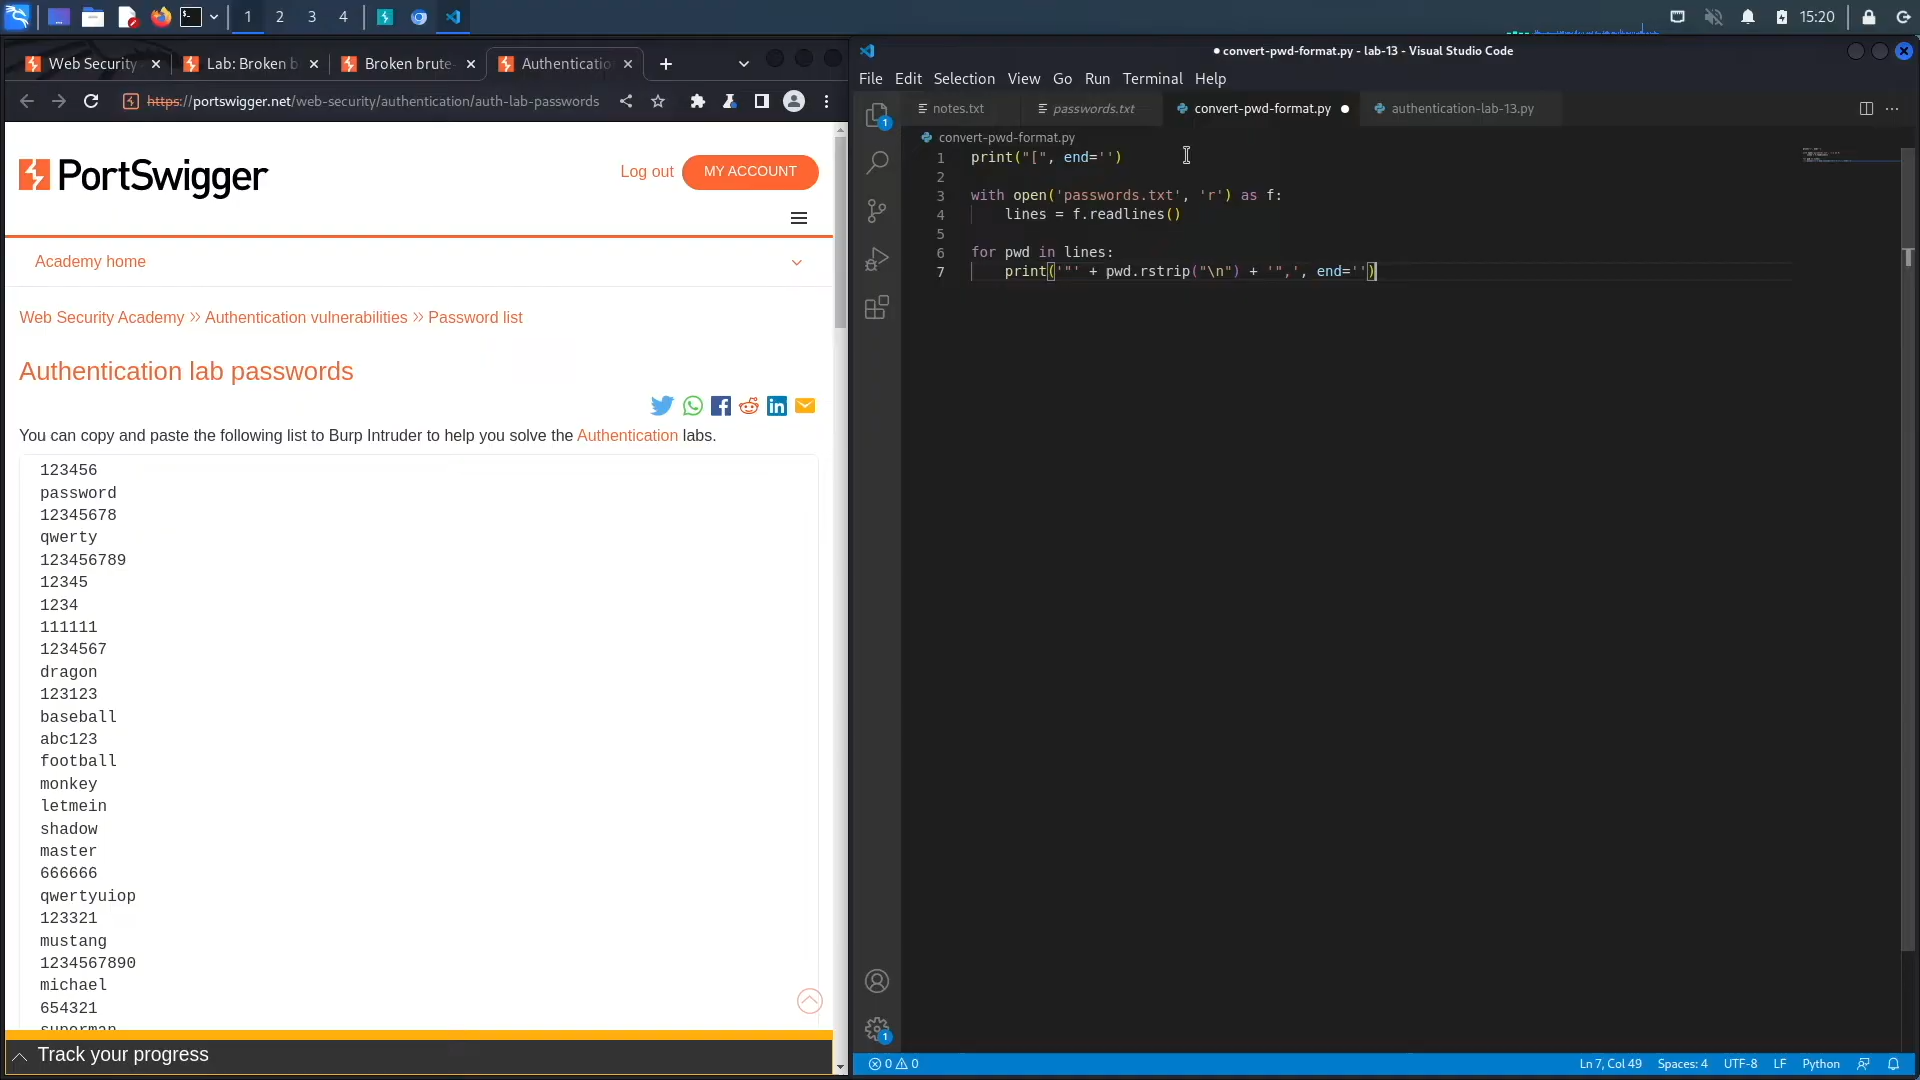 1
2
3
4
15:20
Web Security
Lab: Broken b
Broken brute-
Authentication
https://portswigger.net/web-security/authentication/auth-lab-passwords
PortSwigger
Log out
MY ACCOUNT
Academy home
Web Security Academy >> Authentication vulnerabilities >> Password list
Authentication lab passwords
You can copy and paste the following list to Burp Intruder to help you solve the Authentication labs.
123456
password
12345678
qwerty
123456789
12345
1234
111111
1234567
dragon
123123
baseball
abc123
football
monkey
letmein
shadow
master
666666
qwertyuiop
123321
mustang
1234567890
michael
654321
superman
Track your progress
● convert-pwd-format.py - lab-13 - Visual Studio Code
File Edit Selection View Go Run Terminal Help
notes.txt
passwords.txt
convert-pwd-format.py
authentication-lab-13.py
convert-pwd-format.py
1 print("[", end='')
2
3 with open('passwords.txt', 'r') as f:
4 lines = f.readlines()
5
6 for pwd in lines:
7 print('"' + pwd.rstrip("\n") + '",', end='')
1
1
0 0
Ln 7, Col 49
Spaces: 4
UTF-8
LF
Python